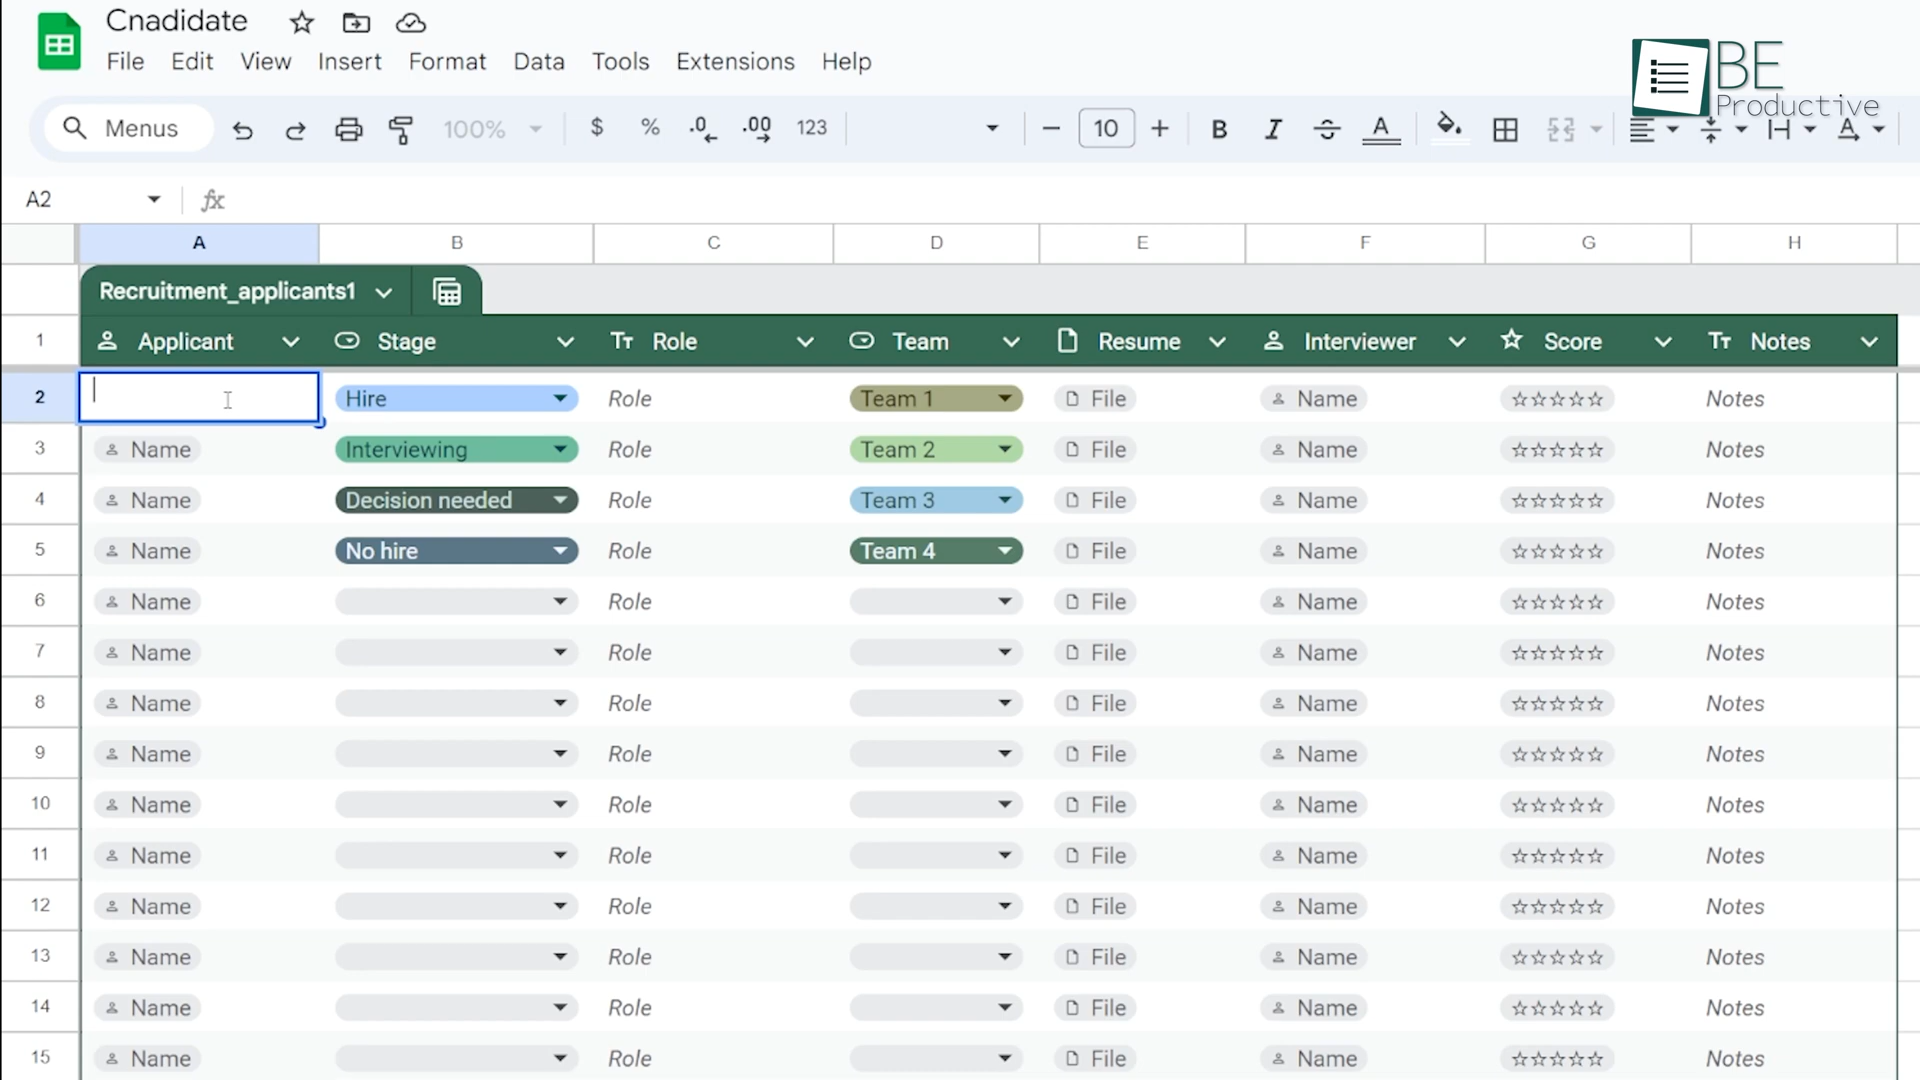 Cnadidate
File Edit View Insert Format Data Tools Extensions Help
BE
Productive
Menus 100% $ % .0 .00 123 10 B I A
A2 fx
A B C D E F G H
Recruitment_applicants1
1 Applicant Stage Tт Role Team Resume Interviewer Score Tт Notes
2 Hire Role Team 1 File Name Notes
3 Name Interviewing Role Team 2 File Name Notes
4 Name Decision needed Role Team 3 File Name Notes
5 Name No hire Role Team 4 File Name Notes
6 Name Role File Name Notes
7 Name Role File Name Notes
8 Name Role File Name Notes
9 Name Role File Name Notes
10 Name Role File Name Notes
11 Name Role File Name Notes
12 Name Role File Name Notes
13 Name Role File Name Notes
14 Name Role File Name Notes
15 Name Role File Name Notes